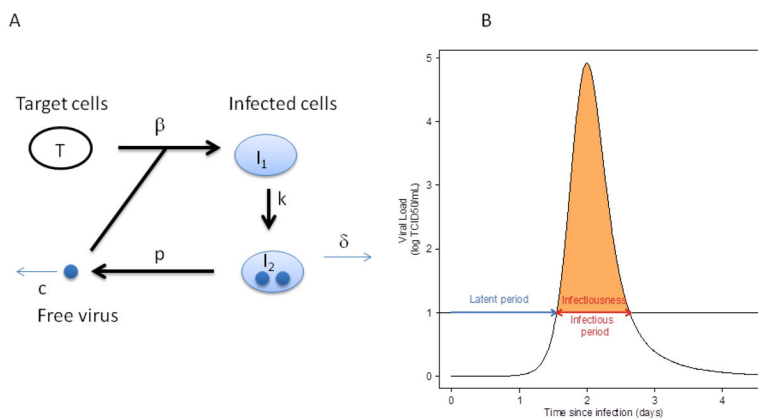 A
B
Target cells
Infected cells
T
β
I1
k
I2
δ
p
c
Free virus
5
4
3
2
1
0
Viral Load
(log TCID50/mL)
Latent period
Infectiousness
Infectious
period
0
1
2
3
4
Time since infection (days)